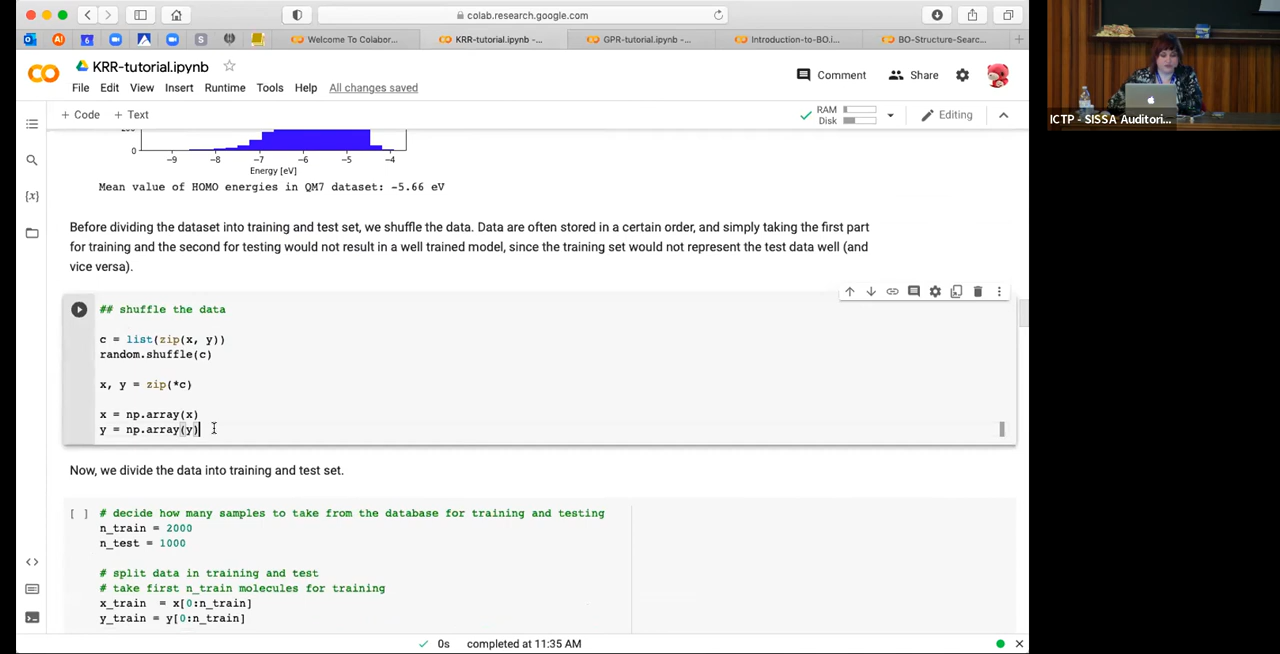 colab.research.google.com
Welcome To Colabor...
KRR-tutorial.ipynb -...
GPR-tutorial.ipynb -...
Introduction-to-BO.i...
BO-Structure-Searc...
KRR-tutorial.ipynb
Comment
Share
File Edit View Insert Runtime Tools Help All changes saved
+ Code + Text
RAM
Disk
Editing
0
-9 -8 -7 -6 -5 -4
Energy [eV]
Mean value of HOMO energies in QM7 dataset: -5.66 eV
Before dividing the dataset into training and test set, we shuffle the data. Data are often stored in a certain order, and simply taking the first part
for training and the second for testing would not result in a well trained model, since the training set would not represent the test data well (and
vice versa).
## shuffle the data
c = list(zip(x, y))
random.shuffle(c)
x, y = zip(*c)
x = np.array(x)
y = np.array(y)
Now, we divide the data into training and test set.
[ ] # decide how many samples to take from the database for training and testing
n_train = 2000
n_test = 1000
# split data in training and test
# take first n_train molecules for training
x_train = x[0:n_train]
y_train = y[0:n_train]
0s completed at 11:35 AM
ICTP - SISSA Auditori...